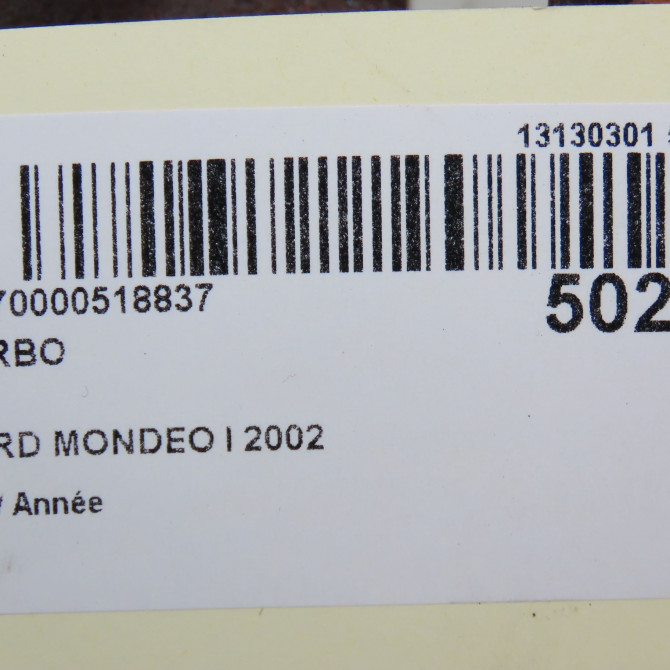 13130301
70000518837
502
RBO
RD MONDEO I 2002
/ Année